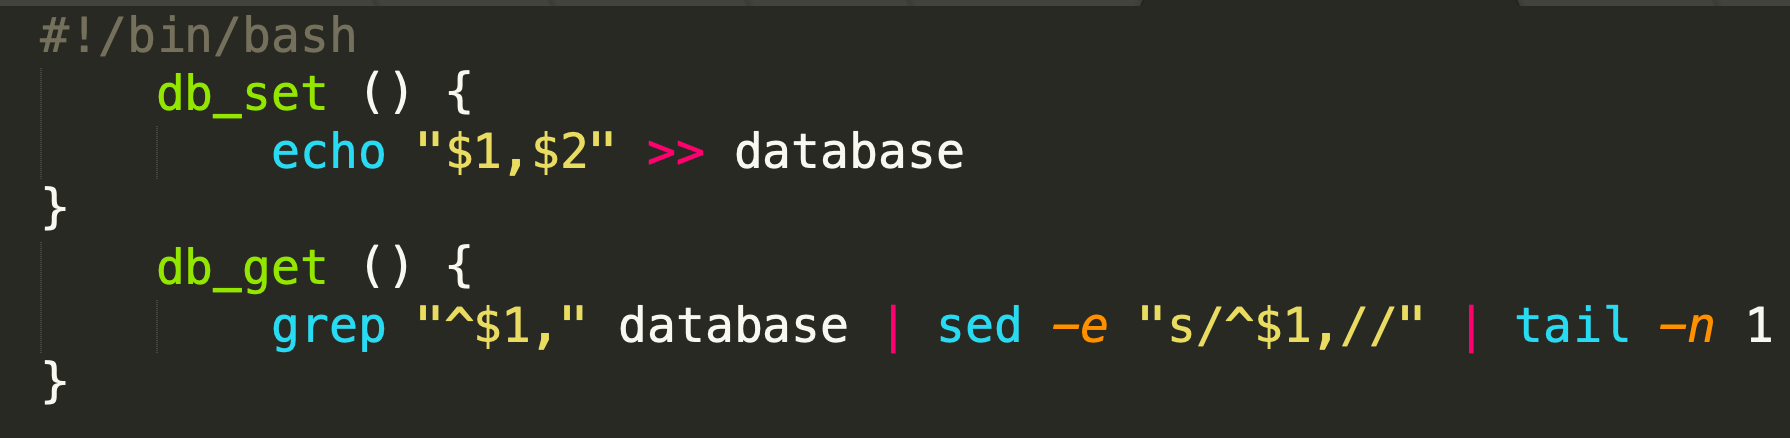 #!/bin/bash
db_set () {
echo "$1,$2" >> database
}
db_get () {
grep "^$1," database | sed -e "s/^$1,//" | tail -n 1
}